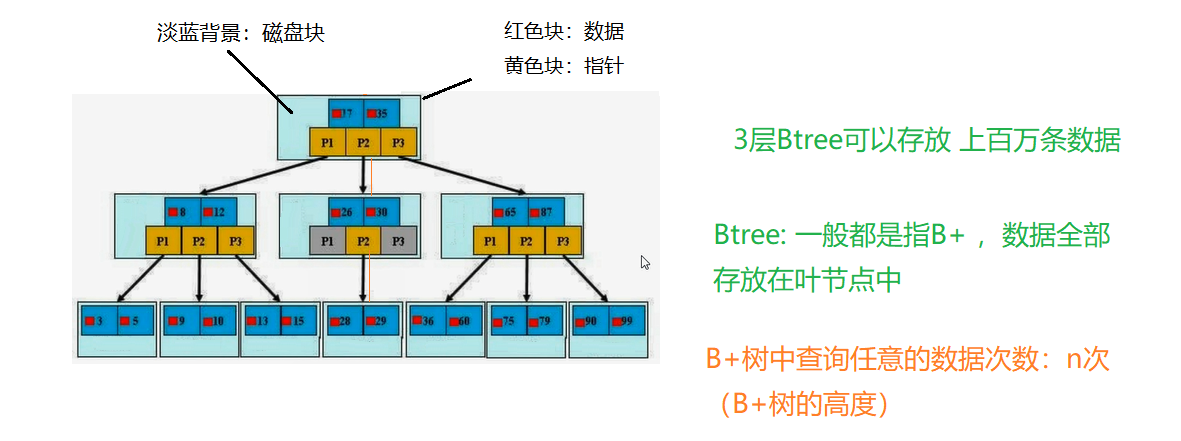 淡蓝背景：磁盘块
红色块：数据
黄色块：指针
17 35
P1 P2 P3
8 12
26 30
65 87
P1 P2 P3
P1 P2 P3
P1 P2 P3
3 5
9 10
13 15
28 29
36 60
75 79
90 99
3层Btree可以存放 上百万条数据
Btree: 一般都是指B+ ，数据全部
存放在叶节点中
B+树中查询任意的数据次数：n次
（B+树的高度）